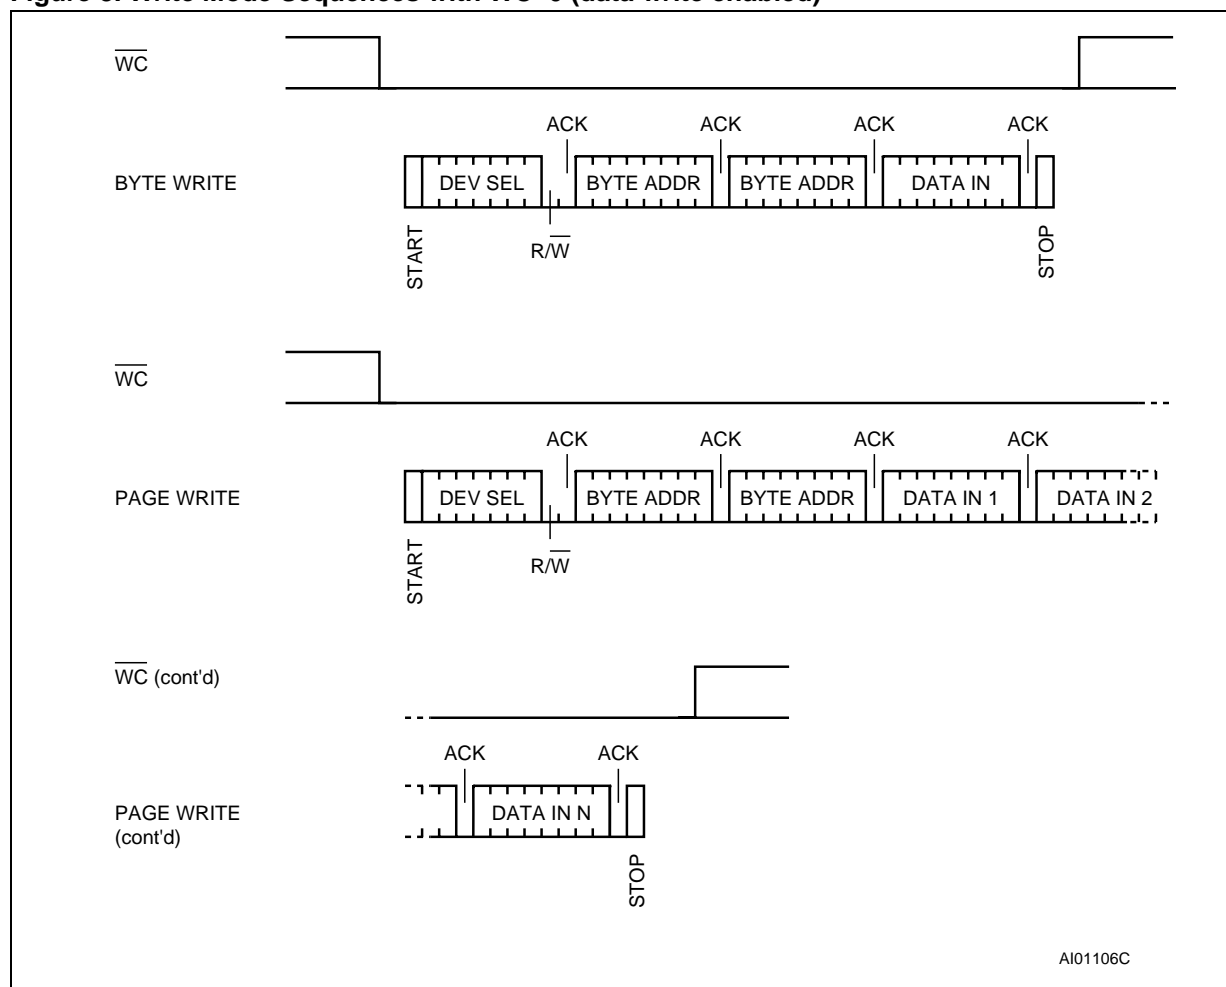 WC
ACK ACK ACK ACK
BYTE WRITE DEV SEL BYTE ADDR BYTE ADDR DATA IN
R/W
START
STOP
WC
ACK ACK ACK ACK
PAGE WRITE DEV SEL BYTE ADDR BYTE ADDR DATA IN 1 DATA IN 2
R/W
START
WC (cont'd)
ACK ACK
PAGE WRITE DATA IN N
(cont'd)
STOP
AI01106C